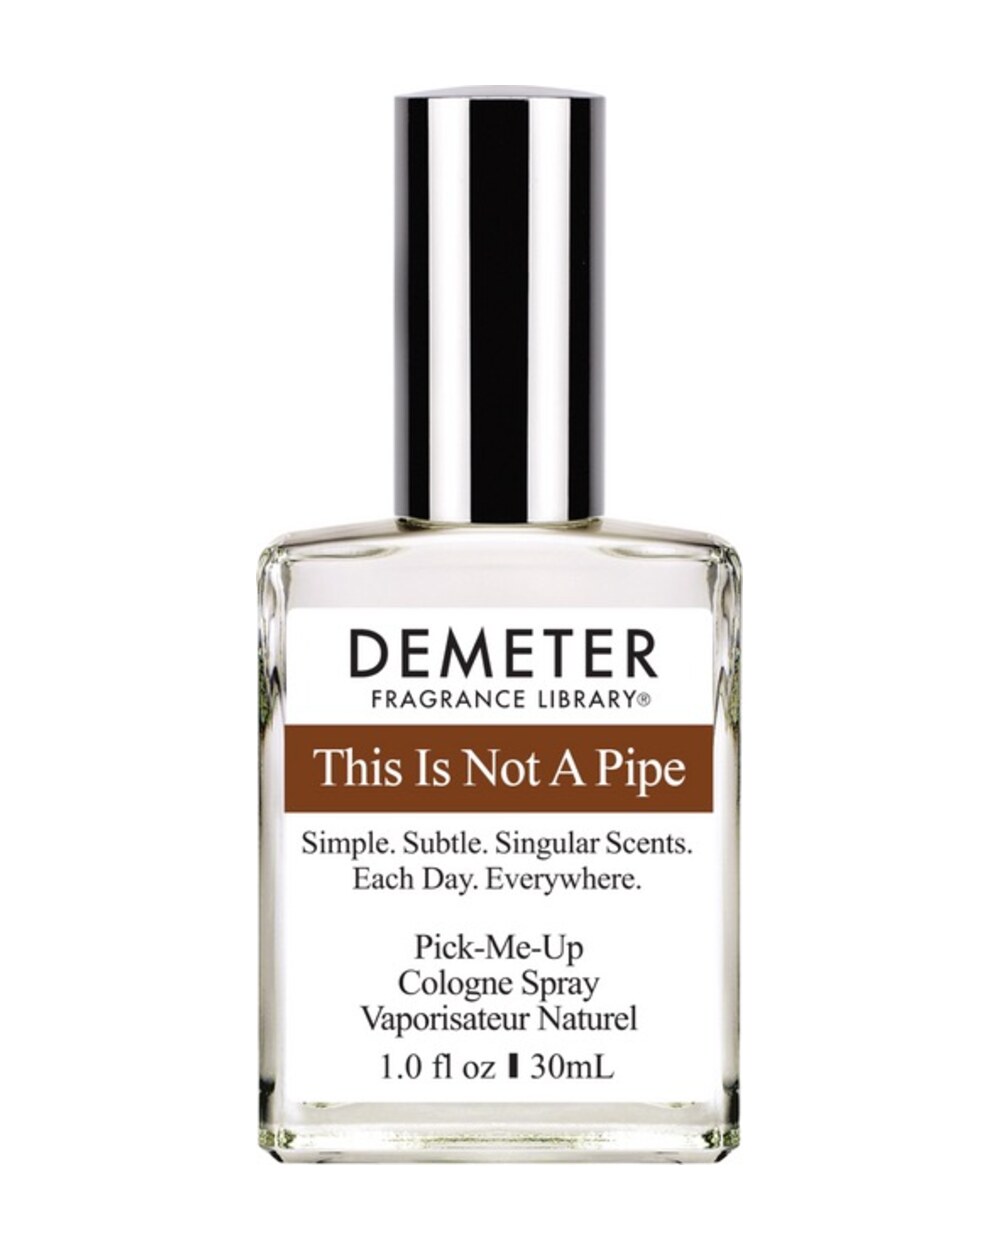 DEMETER
FRAGRANCE LIBRARY®
This Is Not A Pipe
Simple. Subtle. Singular Scents.
Each Day. Everywhere.
Pick-Me-Up
Cologne Spray
Vaporisateur Naturel
1.0 fl oz ▮ 30mL